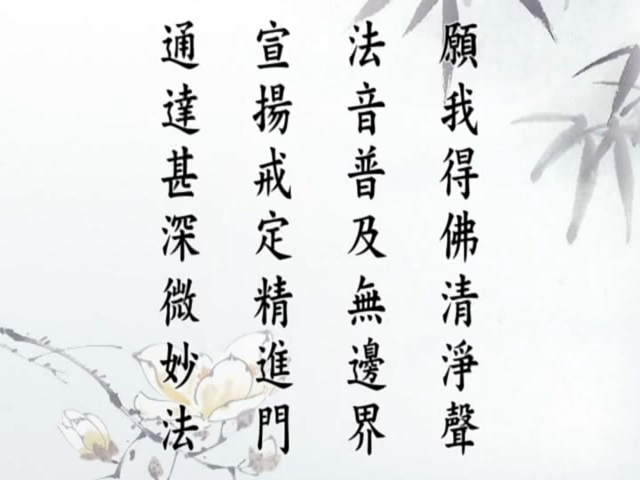 願我得佛清淨聲
法音普及無邊界
宣揚戒定精進門
通達甚深微妙法